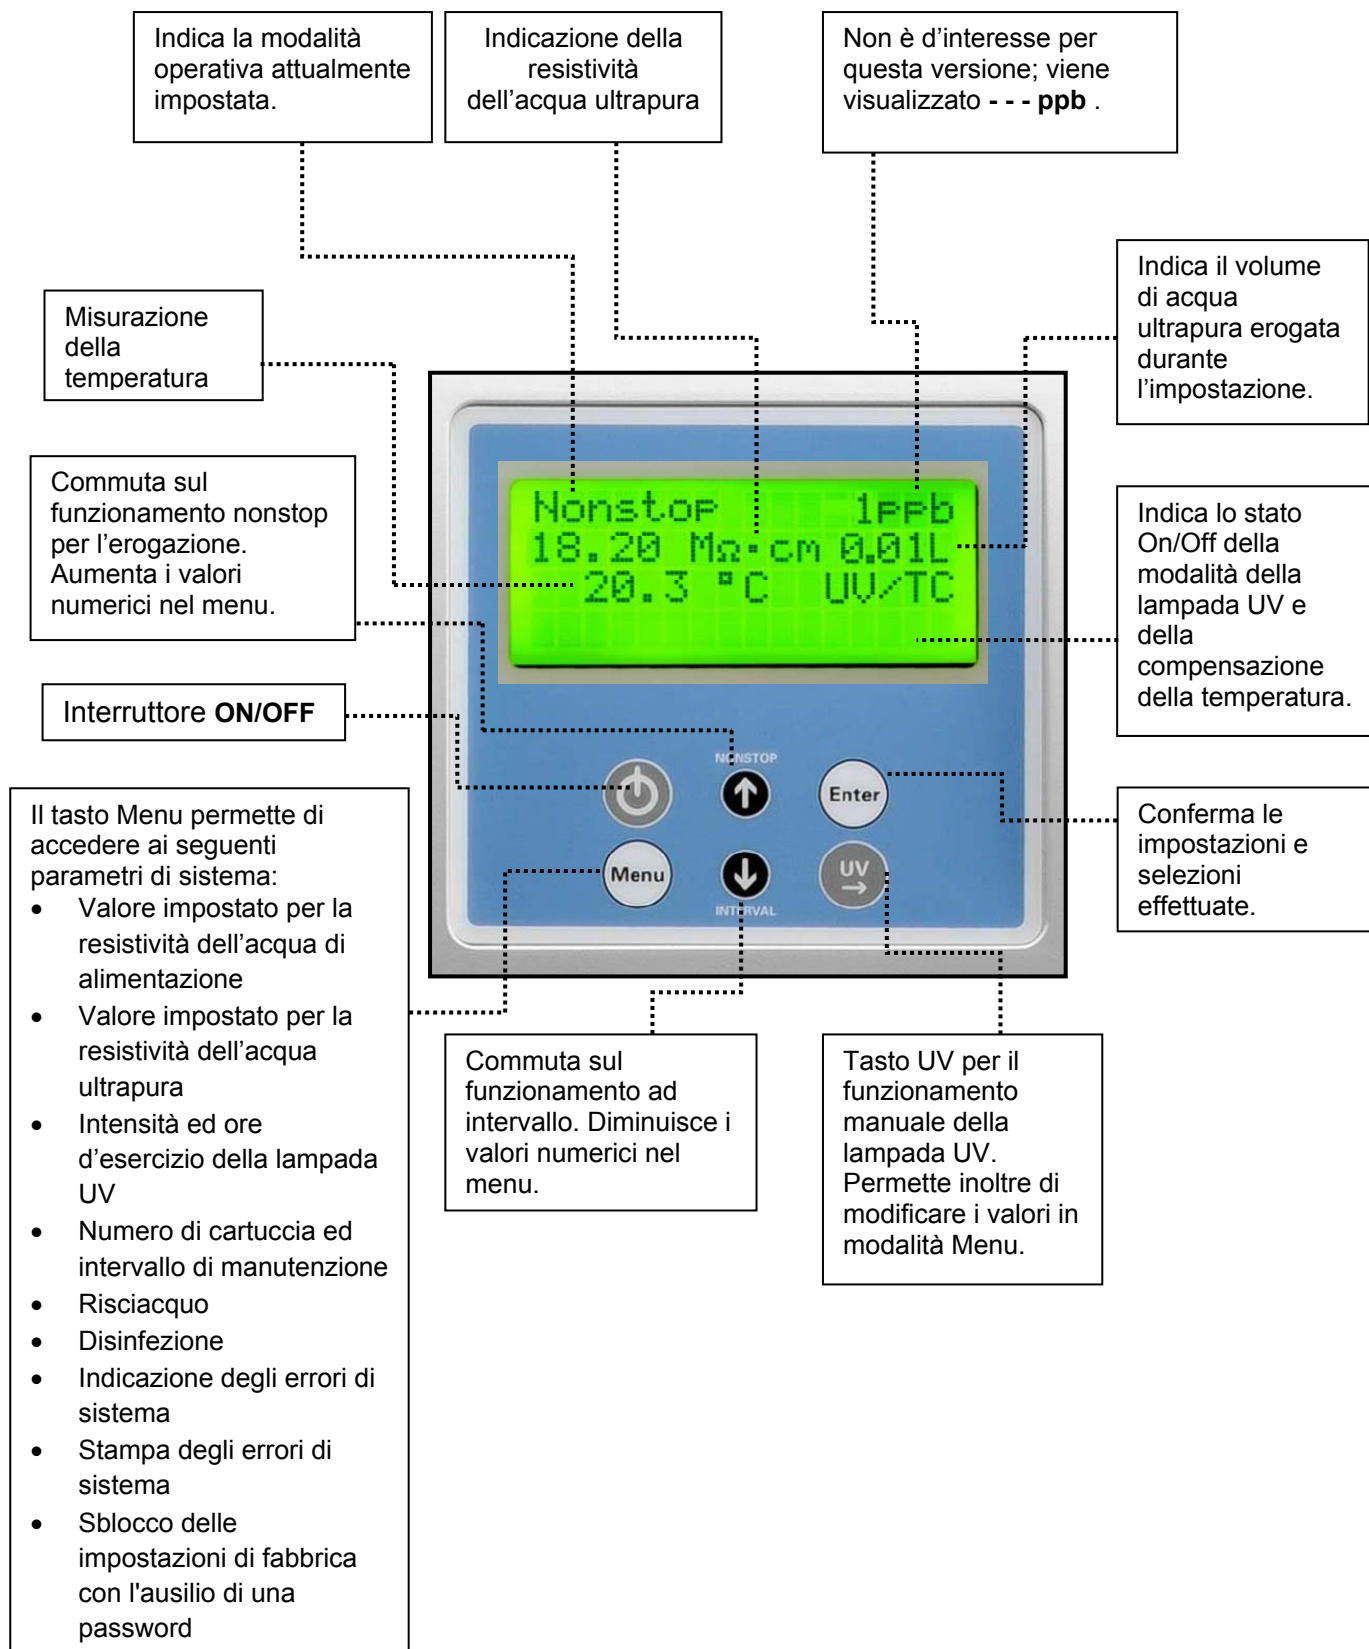 Indica la modalità
operativa attualmente
impostata.
Indicazione della
resistività
dell’acqua ultrapura
Non è d’interesse per
questa versione; viene
visualizzato - - - ppb .
Indica il volume
di acqua
ultrapura erogata
durante
l’impostazione.
Misurazione
della
temperatura
Commuta sul
funzionamento nonstop
per l’erogazione.
Aumenta i valori
numerici nel menu.
Nonstop 1ppb
18.20 MΩ·cm 0.01L
20.3 °C UV/TC
Indica lo stato
On/Off della
modalità della
lampada UV e
della
compensazione
della temperatura.
Interruttore ON/OFF
NONSTOP
Enter
Menu
UV
INTERVAL
Conferma le
impostazioni e
selezioni
effettuate.
Il tasto Menu permette di
accedere ai seguenti
parametri di sistema:
• Valore impostato per la
resistività dell’acqua di
alimentazione
• Valore impostato per la
resistività dell’acqua
ultrapura
• Intensità ed ore
d’esercizio della lampada
UV
• Numero di cartuccia ed
intervallo di manutenzione
• Risciacquo
• Disinfezione
• Indicazione degli errori di
sistema
• Stampa degli errori di
sistema
• Sblocco delle
impostazioni di fabbrica
con l'ausilio di una
password
Commuta sul
funzionamento ad
intervallo. Diminuisce i
valori numerici nel
menu.
Tasto UV per il
funzionamento
manuale della
lampada UV.
Permette inoltre di
modificare i valori in
modalità Menu.